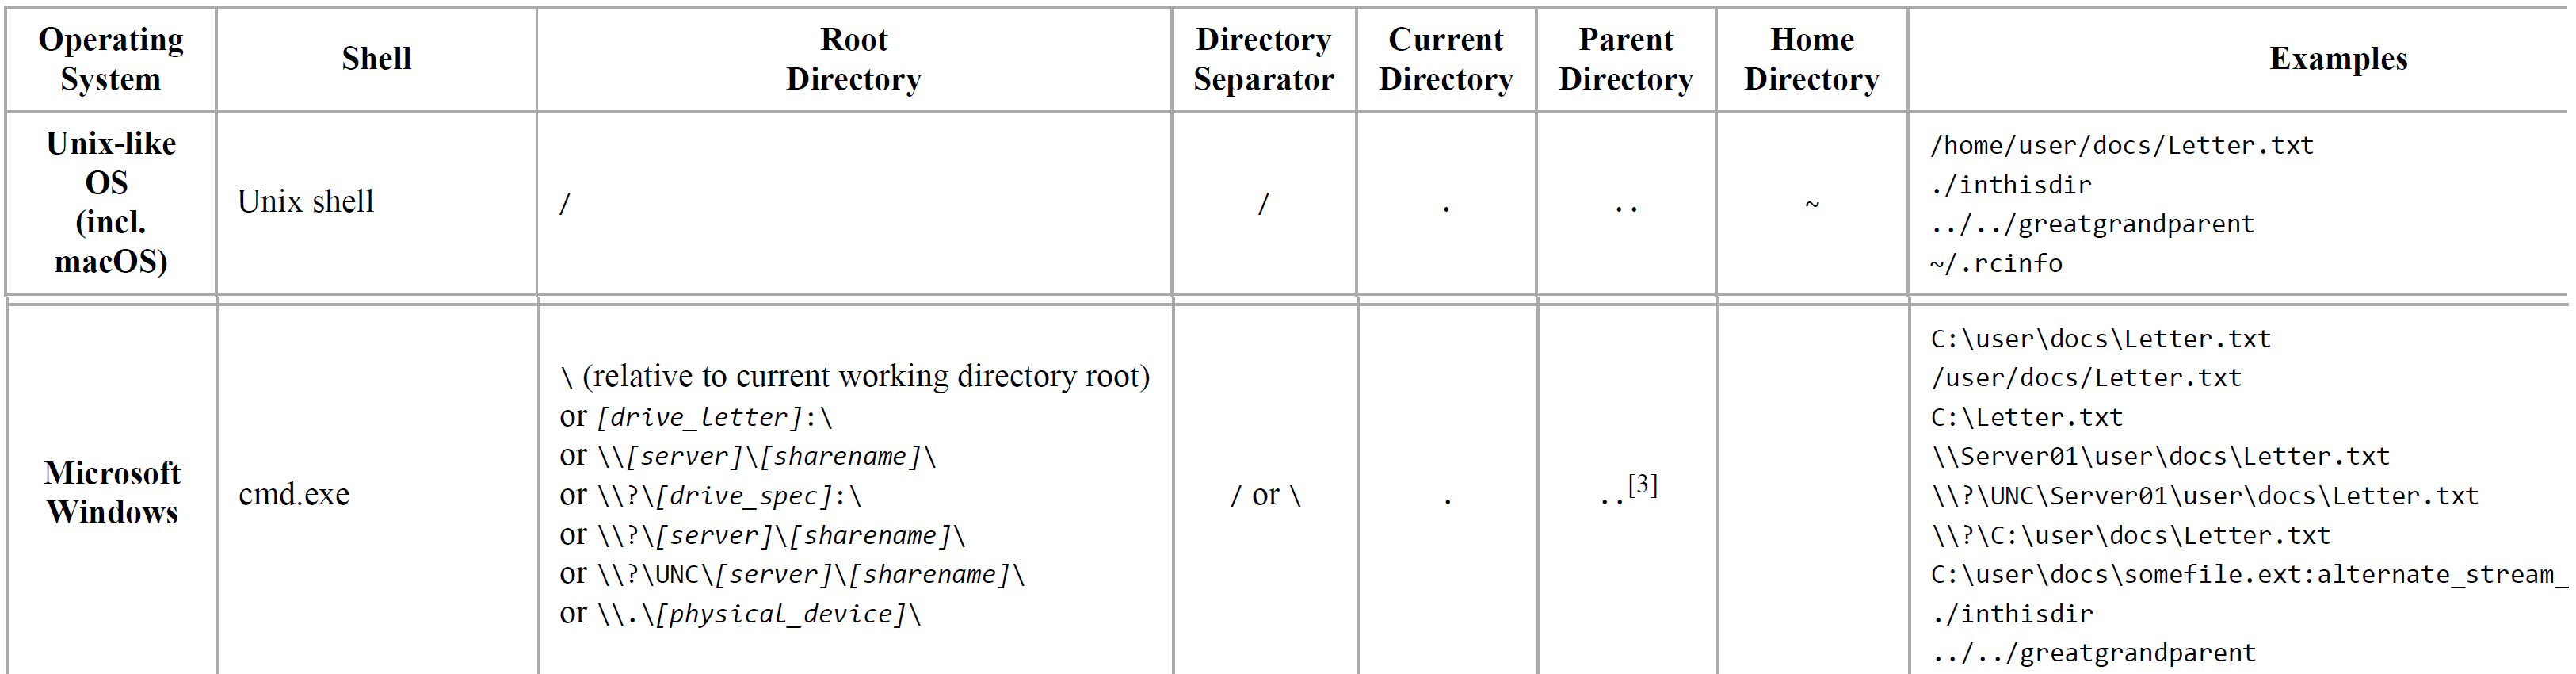 Operating System
Shell
Root Directory
Directory Separator
Current Directory
Parent Directory
Home Directory
Examples
Unix-like OS (incl. macOS)
Unix shell
/
/
.
..
~
/home/user/docs/Letter.txt
./inthisdir
../../greatgrandparent
~/.rcinfo
Microsoft Windows
cmd.exe
\ (relative to current working directory root)
or [drive_letter]:\
or \\[server]\[sharename]\
or \\?\[drive_spec]:\
or \\?\[server]\[sharename]\
or \\?\UNC\[server]\[sharename]\
or \\.\[physical_device]\
/ or \
.
..[3]
C:\user\docs\Letter.txt
/user/docs/Letter.txt
C:\Letter.txt
\\Server01\user\docs\Letter.txt
\\?\UNC\Server01\user\docs\Letter.txt
\\?\C:\user\docs\Letter.txt
C:\user\docs\somefile.ext:alternate_stream_
./inthisdir
../../greatgrandparent